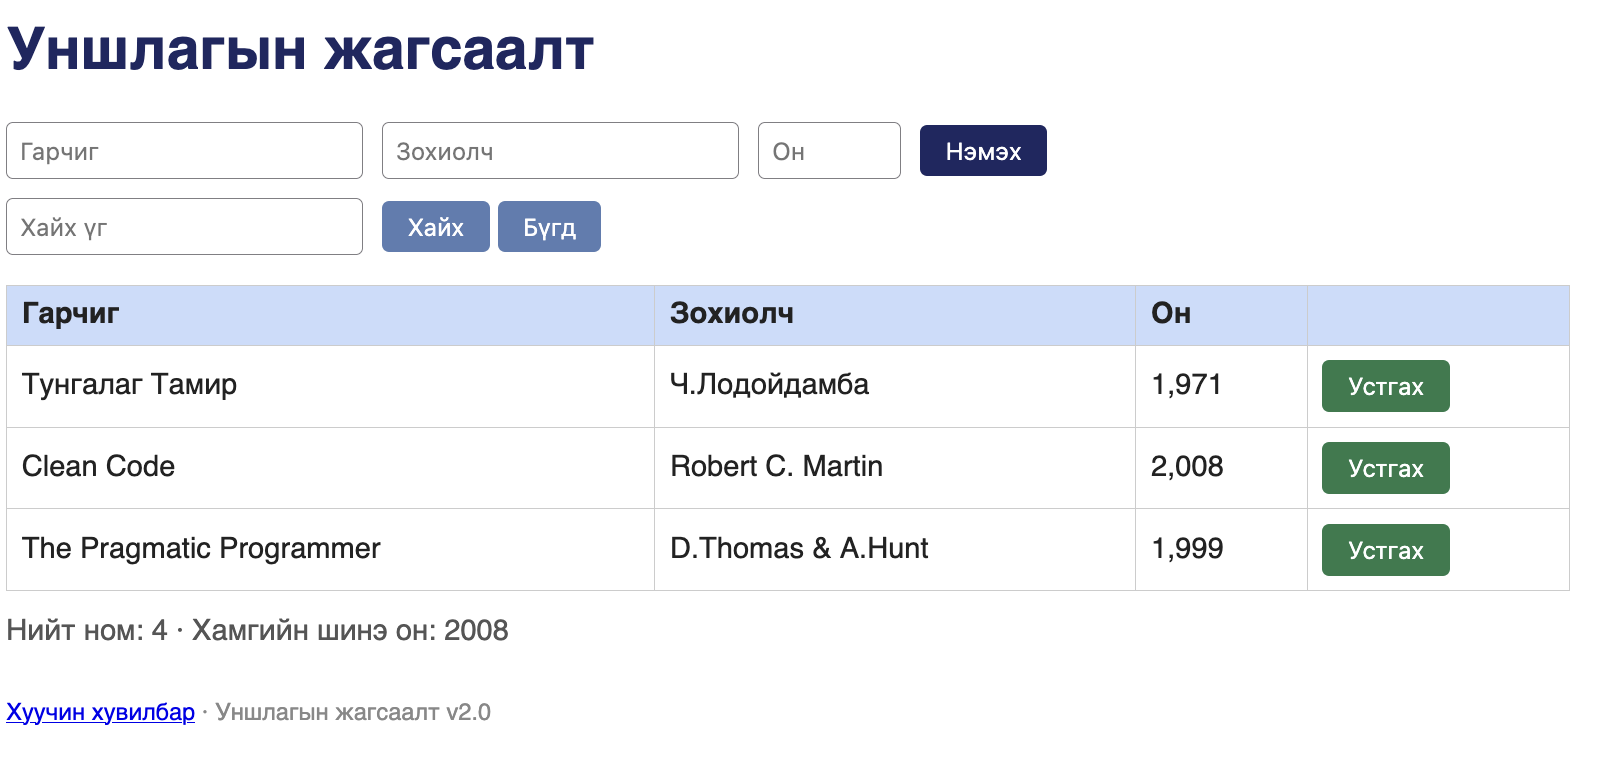 Уншлагын жагсаалт
Гарчиг Зохиолч Он Нэмэх
Хайх үг Хайх Бүгд
Гарчиг Зохиолч Он
Тунгалаг Тамир Ч.Лодойдамба 1,971 Устгах
Clean Code Robert C. Martin 2,008 Устгах
The Pragmatic Programmer D.Thomas & A.Hunt 1,999 Устгах
Нийт ном: 4 · Хамгийн шинэ он: 2008
Хуучин хувилбар · Уншлагын жагсаалт v2.0